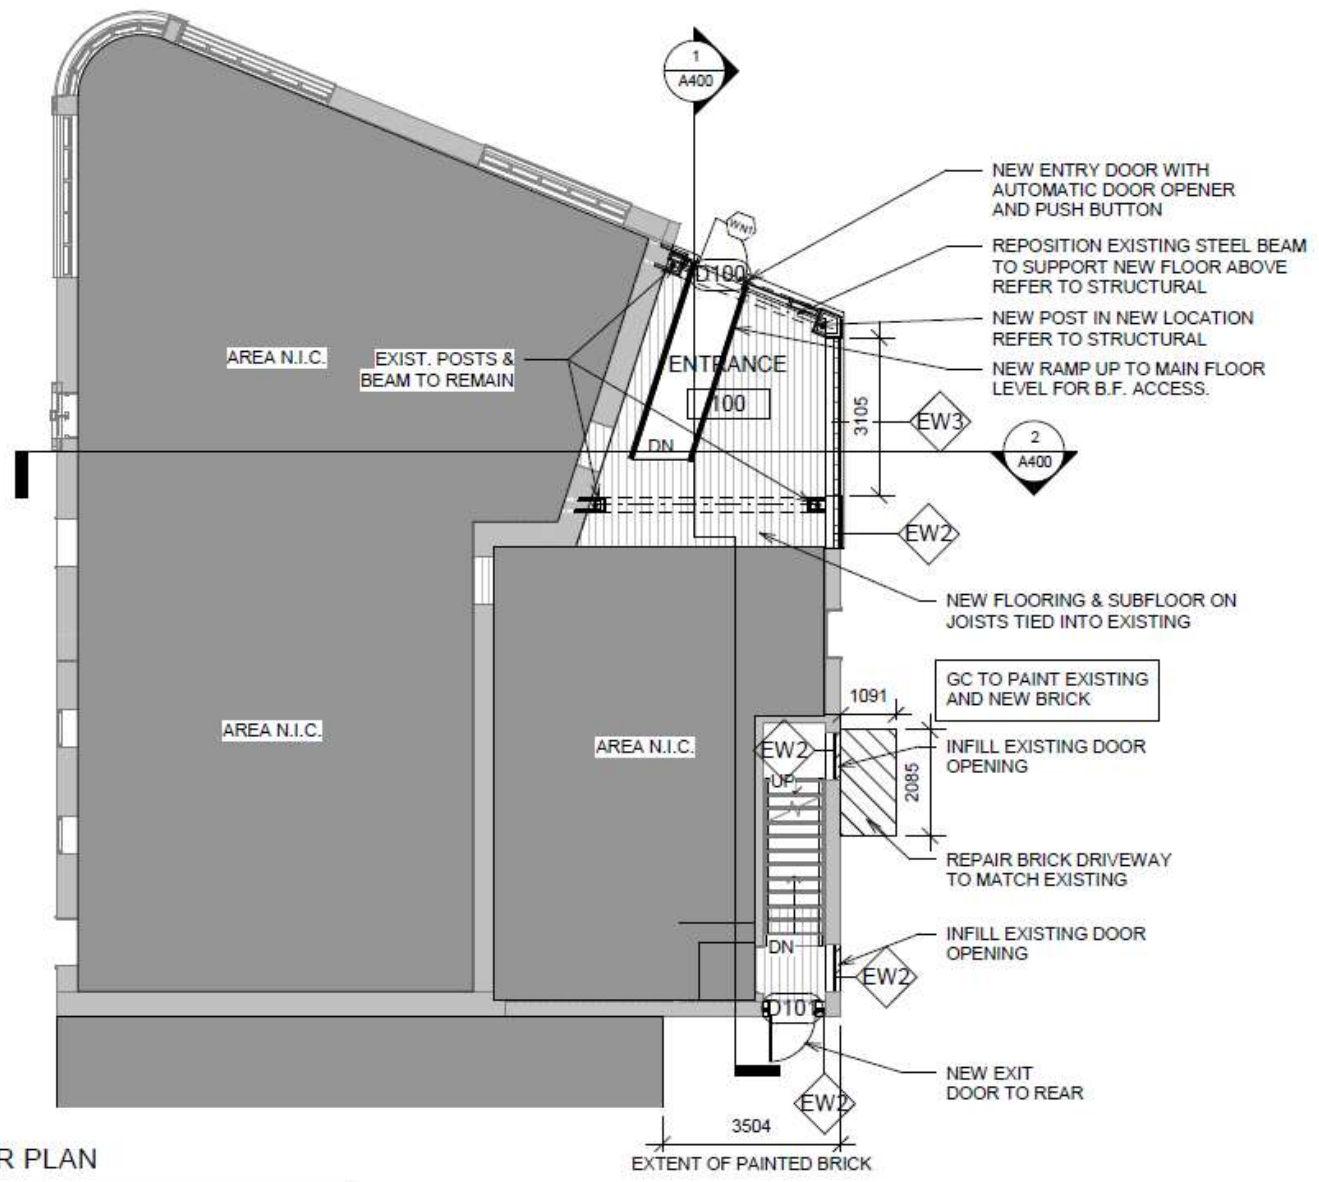 1
A400
NEW ENTRY DOOR WITH
AUTOMATIC DOOR OPENER
AND PUSH BUTTON
WN1
REPOSITION EXISTING STEEL BEAM
TO SUPPORT NEW FLOOR ABOVE
REFER TO STRUCTURAL
D100
NEW POST IN NEW LOCATION
REFER TO STRUCTURAL
AREA N.I.C.
EXIST. POSTS &
BEAM TO REMAIN
ENTRANCE
100
NEW RAMP UP TO MAIN FLOOR
LEVEL FOR B.F. ACCESS.
3105
EW3
DN
2
A400
EW2
NEW FLOORING & SUBFLOOR ON
JOISTS TIED INTO EXISTING
GC TO PAINT EXISTING
AND NEW BRICK
1091
AREA N.I.C.
AREA N.I.C.
EW2
UP
2085
INFILL EXISTING DOOR
OPENING
REPAIR BRICK DRIVEWAY
TO MATCH EXISTING
INFILL EXISTING DOOR
OPENING
DN
EW2
D101
NEW EXIT
DOOR TO REAR
EW2
3504
EXTENT OF PAINTED BRICK
R PLAN